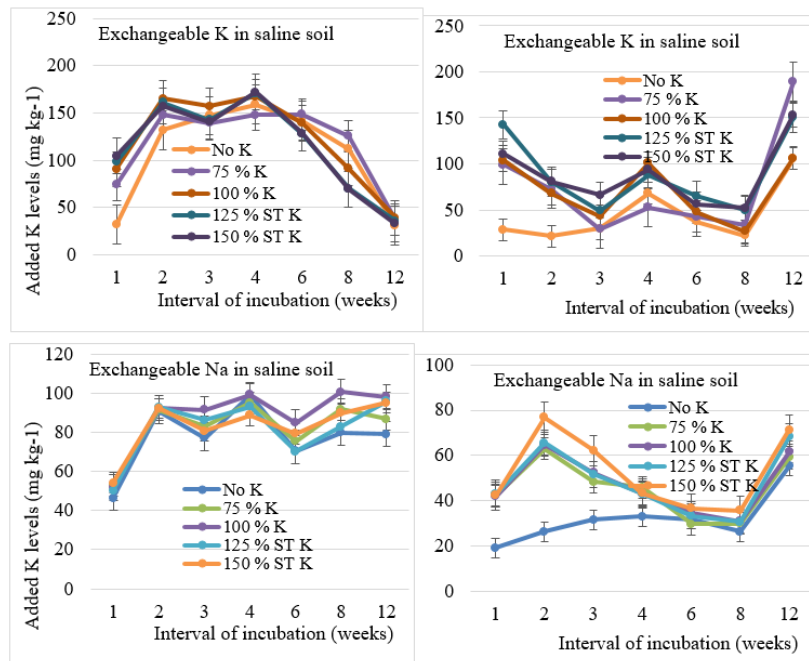 Exchangeable K in saline soil
250
200
150
100
50
0
No K
75 % K
100 % K
125 % ST K
150 % ST K
1 2 3 4 6 8 12
Interval of incubation (weeks)
Added K levels (mg kg-1)
Exchangeable K in saline soil
250
200
150
100
50
0
No K
75 % K
100 % K
125 % ST K
150 % ST K
1 2 3 4 6 8 12
Interval of incubation (weeks)
Exchangeable Na in saline soil
120
100
80
60
40
20
0
No K
75 % K
100 % K
125 % ST K
150 % ST K
1 2 3 4 6 8 12
Interval of incubation (weeks)
Added K levels (mg kg-1)
Exchangeable Na in saline soil
100
80
60
40
20
0
No K
75 % K
100 % K
125 % ST K
150 % ST K
1 2 3 4 6 8 12
Interval of incubation (weeks)